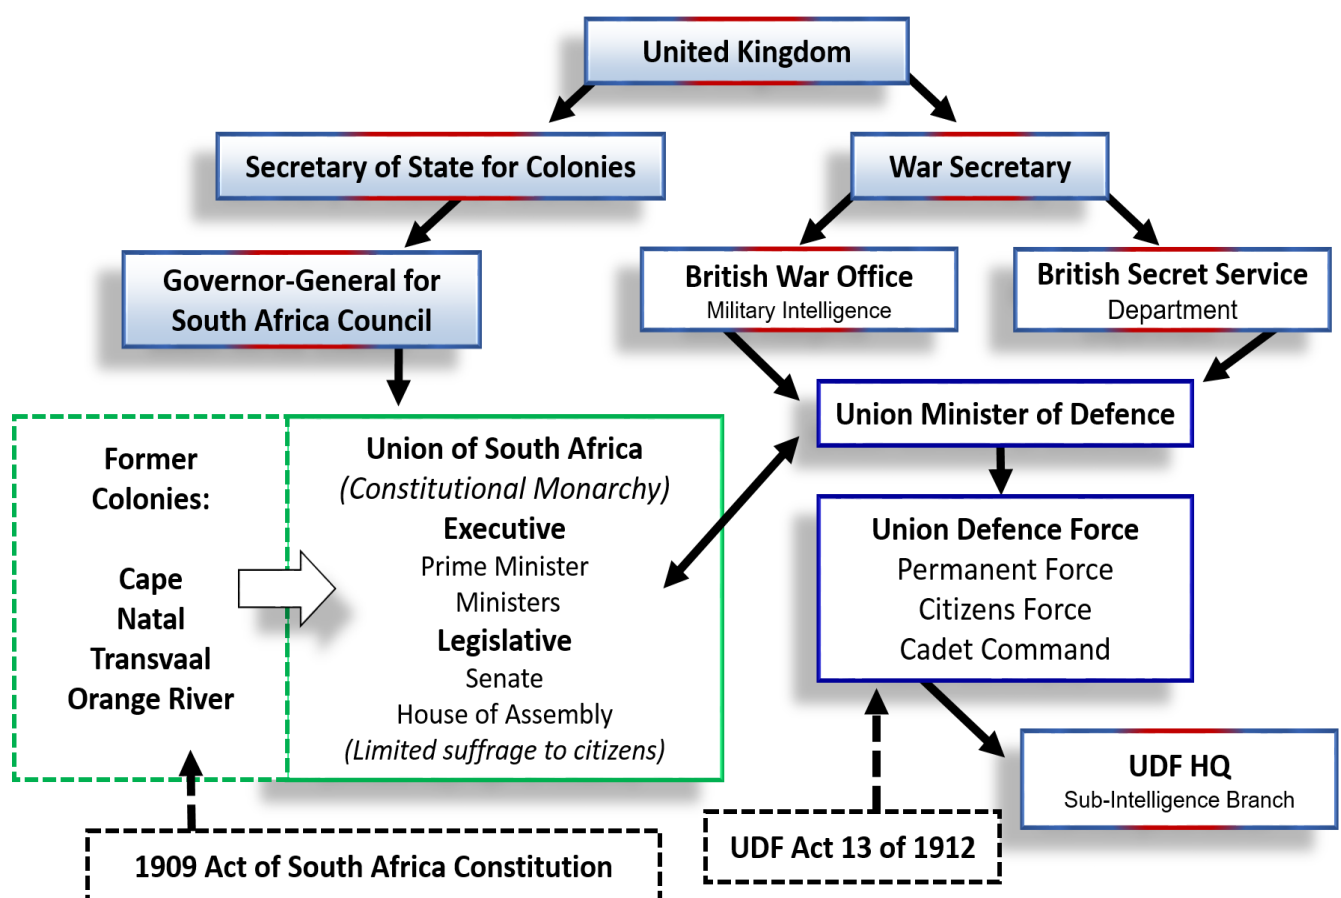 United Kingdom
Secretary of State for Colonies
War Secretary
Governor-General for
South Africa Council
British War Office
Military Intelligence
British Secret Service
Department
Union Minister of Defence
Former
Colonies:
Cape
Natal
Transvaal
Orange River
Union of South Africa
(Constitutional Monarchy)
Executive
Prime Minister
Ministers
Legislative
Senate
House of Assembly
(Limited suffrage to citizens)
Union Defence Force
Permanent Force
Citizens Force
Cadet Command
UDF HQ
Sub-Intelligence Branch
1909 Act of South Africa Constitution
UDF Act 13 of 1912